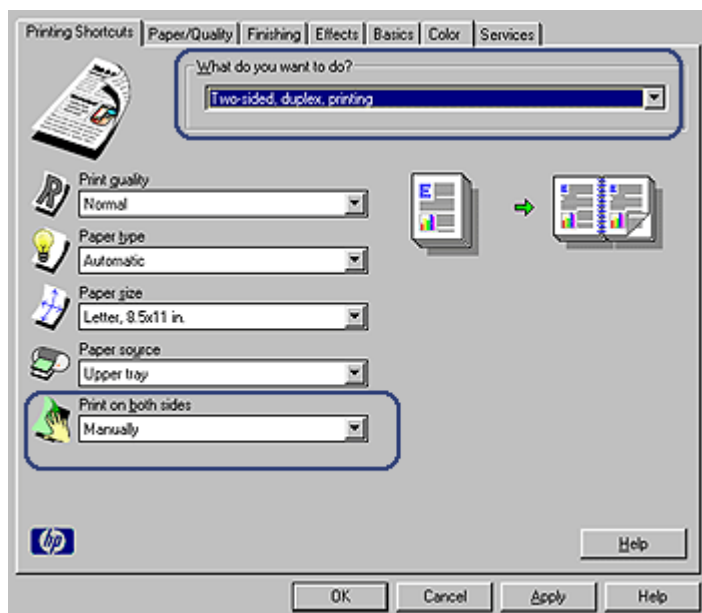 Printing Shortcuts Paper/Quality Finishing Effects Basics Color Services
What do you want to do?
Two-sided, duplex, printing
Print quality
Normal
Paper type
Automatic
Paper size
Letter, 8.5x11 in.
Paper source
Upper tray
Print on both sides
Manually
hp
Help
OK Cancel Apply Help